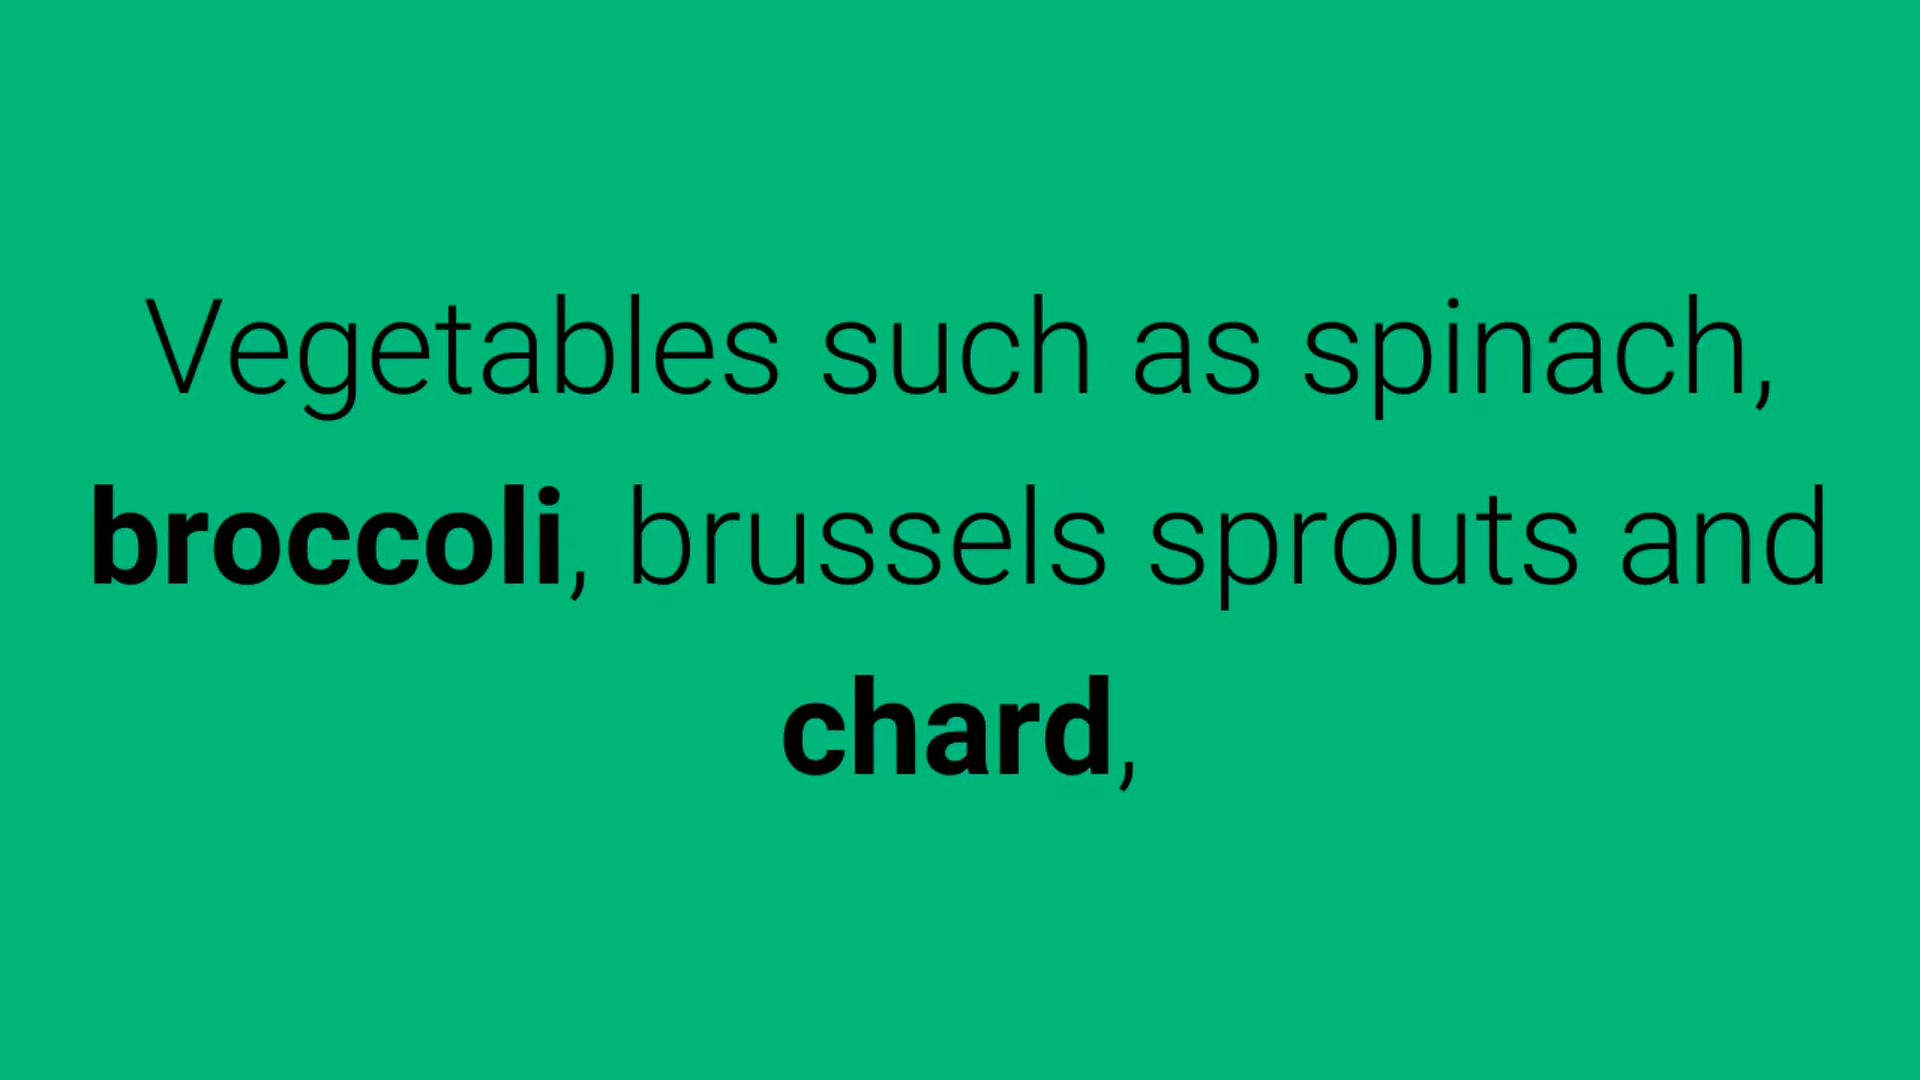 Vegetables such as spinach,
broccoli, brussels sprouts and
chard,